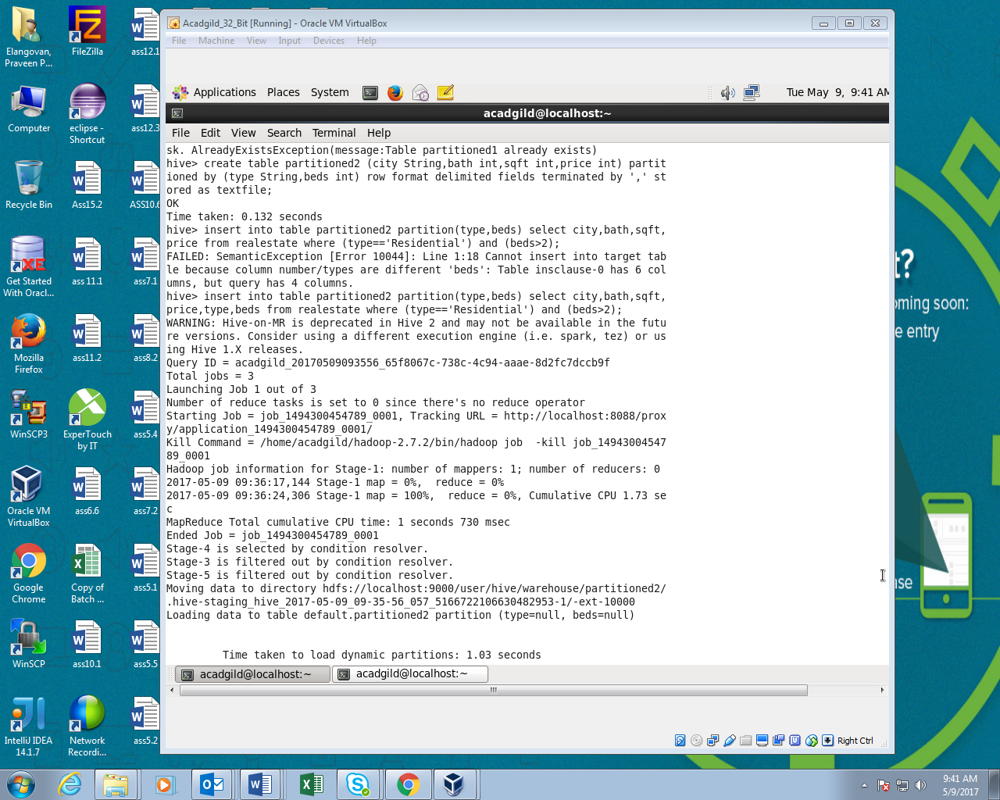 Acadgild_32_Bit [Running] - Oracle VM VirtualBox
File Machine View Input Devices Help
Applications Places System
Tue May 9, 9:41 AM
acadgild@localhost:~
File Edit View Search Terminal Help
sk. AlreadyExistsException(message:Table partitioned1 already exists)
hive> create table partitioned2 (city String,bath int,sqft int,price int) partit
ioned by (type String,beds int) row format delimited fields terminated by ',' st
ored as textfile;
OK
Time taken: 0.132 seconds
hive> insert into table partitioned2 partition(type,beds) select city,bath,sqft,
price from realestate where (type=='Residential') and (beds>2);
FAILED: SemanticException [Error 10044]: Line 1:18 Cannot insert into target tab
le because column number/types are different 'beds': Table insclause-0 has 6 col
umns, but query has 4 columns.
hive> insert into table partitioned2 partition(type,beds) select city,bath,sqft,
price,type,beds from realestate where (type=='Residential') and (beds>2);
WARNING: Hive-on-MR is deprecated in Hive 2 and may not be available in the futu
re versions. Consider using a different execution engine (i.e. spark, tez) or us
ing Hive 1.X releases.
Query ID = acadgild_20170509093556_65f8067c-738c-4c94-aaae-8d2fc7dccb9f
Total jobs = 3
Launching Job 1 out of 3
Number of reduce tasks is set to 0 since there's no reduce operator
Starting Job = job_1494300454789_0001, Tracking URL = http://localhost:8088/prox
y/application_1494300454789_0001/
Kill Command = /home/acadgild/hadoop-2.7.2/bin/hadoop job  -kill job_14943004547
89_0001
Hadoop job information for Stage-1: number of mappers: 1; number of reducers: 0
2017-05-09 09:36:17,144 Stage-1 map = 0%,  reduce = 0%
2017-05-09 09:36:24,306 Stage-1 map = 100%,  reduce = 0%, Cumulative CPU 1.73 se
c
MapReduce Total cumulative CPU time: 1 seconds 730 msec
Ended Job = job_1494300454789_0001
Stage-4 is selected by condition resolver.
Stage-3 is filtered out by condition resolver.
Stage-5 is filtered out by condition resolver.
Moving data to directory hdfs://localhost:9000/user/hive/warehouse/partitioned2/
.hive-staging_hive_2017-05-09_09-35-56_057_5166722106630482953-1/-ext-10000
Loading data to table default.partitioned2 partition (type=null, beds=null)
Time taken to load dynamic partitions: 1.03 seconds
acadgild@localhost:~ acadgild@localhost:~
Right Ctrl
Elangovan,
Praveen P...
FileZilla
ass12.1
Computer
eclipse -
Shortcut
ass12.3
Recycle Bin
Ass15.2
ASS10.6
Get Started
With Oracl...
ass 11.1
ass7.1
Mozilla
Firefox
ass11.2
ass8.2
WinSCP3
ExperTouch
by IT
ass5.4
Oracle VM
VirtualBox
ass6.6
ass7.2
Google
Chrome
Copy of
Batch ...
ass5.1
WinSCP
ass10.1
ass5.5
IntelliJ IDEA
14.1.7
Network
Recordi...
ass5.2
?
oming soon:
e entry
ase
9:41 AM
5/9/2017